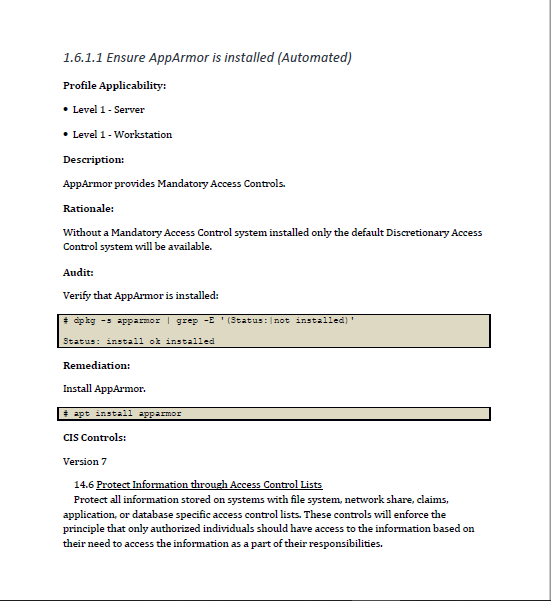 1.6.1.1 Ensure AppArmor is installed (Automated)
Profile Applicability:
• Level 1 - Server
• Level 1 - Workstation
Description:
AppArmor provides Mandatory Access Controls.
Rationale:
Without a Mandatory Access Control system installed only the default Discretionary Access
Control system will be available.
Audit:
Verify that AppArmor is installed:
# dpkg -s apparmor | grep -E '(Status:|not installed)'
Status: install ok installed
Remediation:
Install AppArmor.
# apt install apparmor
CIS Controls:
Version 7
14.6 Protect Information through Access Control Lists
Protect all information stored on systems with file system, network share, claims,
application, or database specific access control lists. These controls will enforce the
principle that only authorized individuals should have access to the information based on
their need to access the information as a part of their responsibilities.